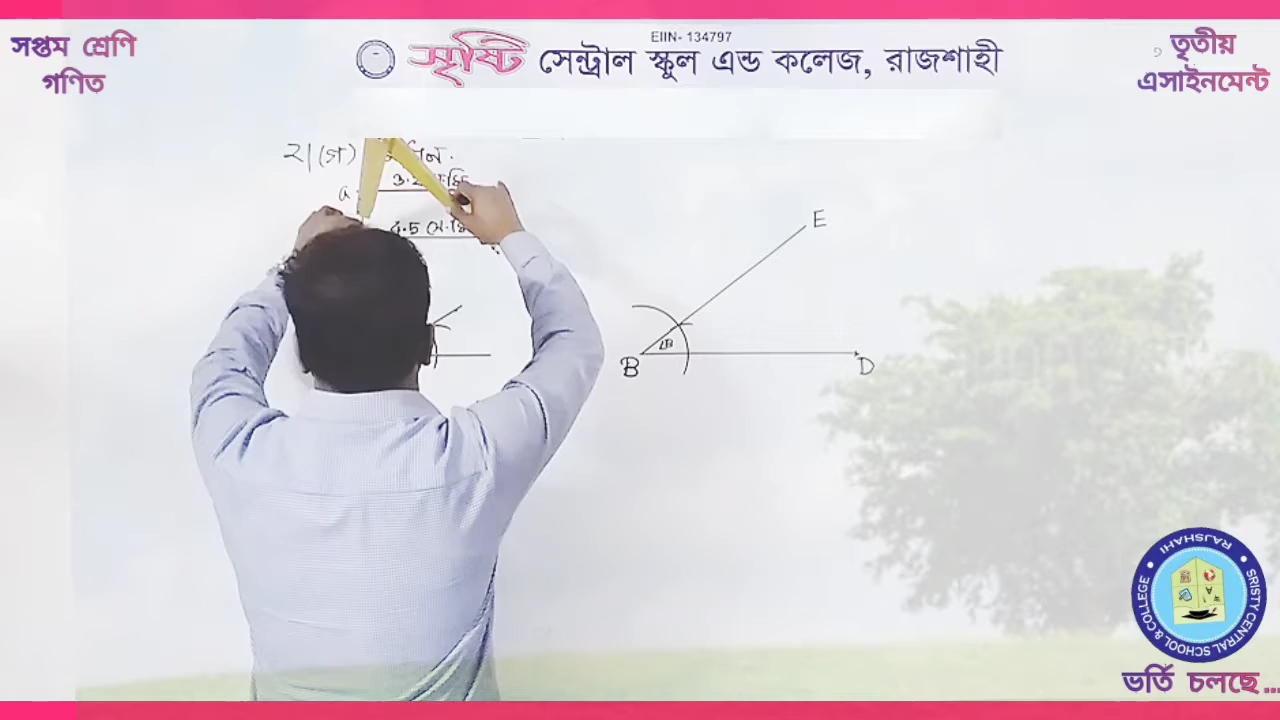 সপ্তম শ্রেণি
গণিত
EIIN- 134797
সৃষ্টি সেন্ট্রাল স্কুল এন্ড কলেজ, রাজশাহী
তৃতীয়
এসাইনমেন্ট
২।(গ)
a
E
B
∠B
D
SRISTY CENTRAL SCHOOL & COLLEGE
RAJSHAHI
ভর্তি চলছে...